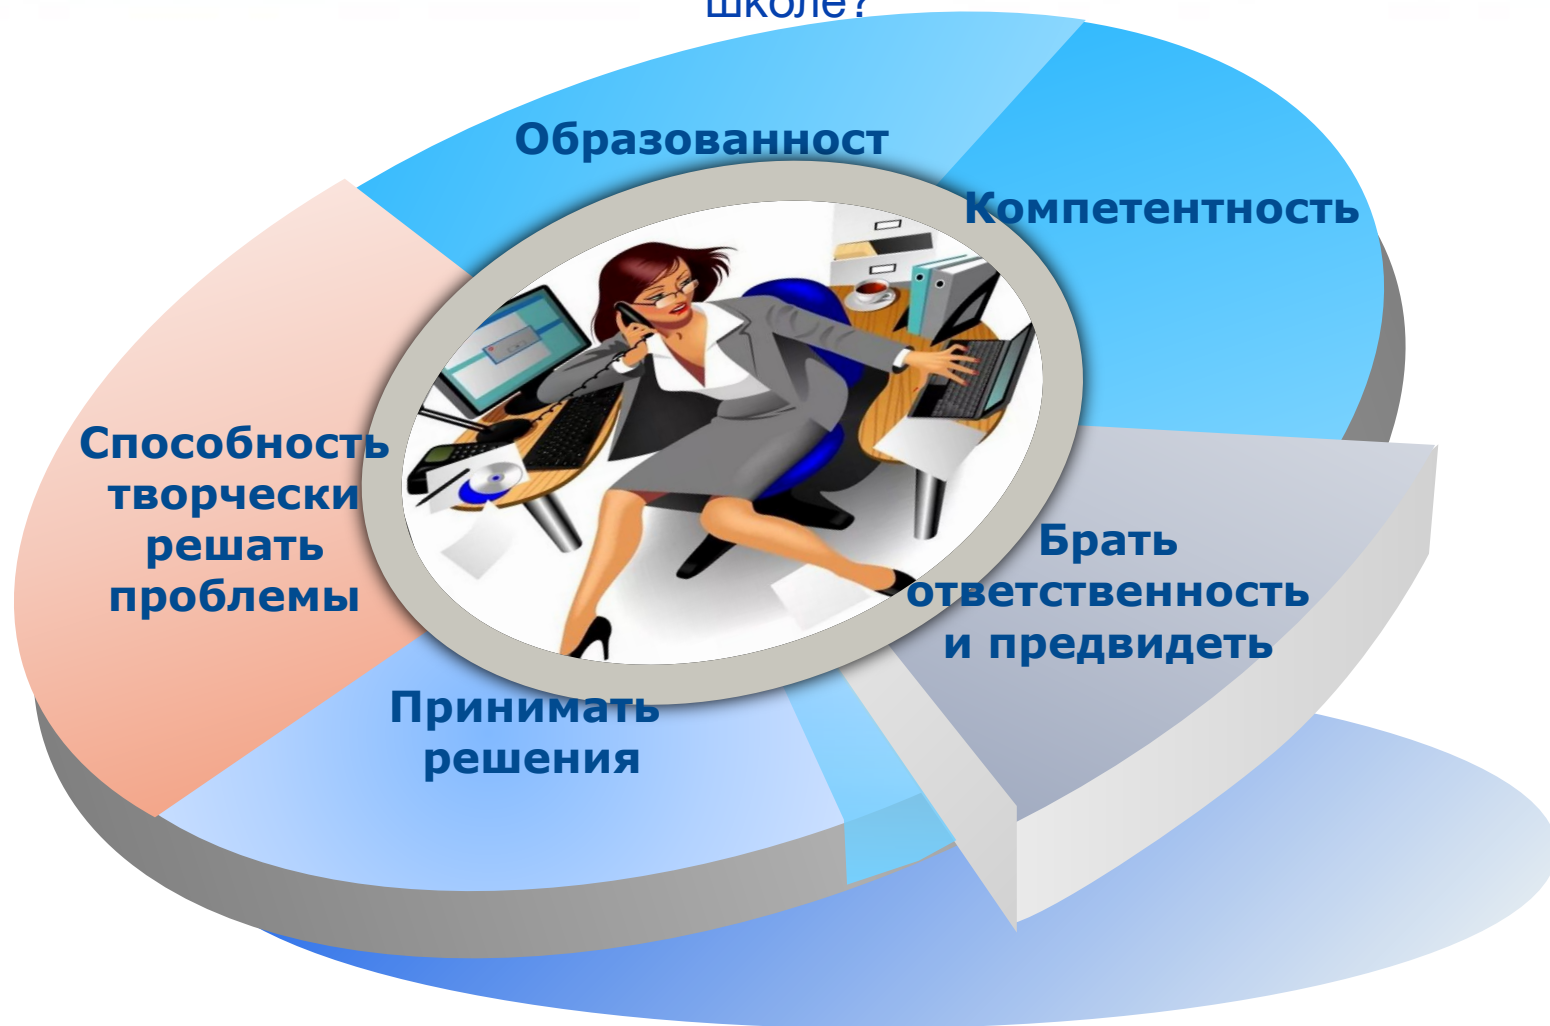 школе?
Образованност
Компетентность
Способность
творчески
решать
проблемы
Брать
ответственность
и предвидеть
Принимать
решения